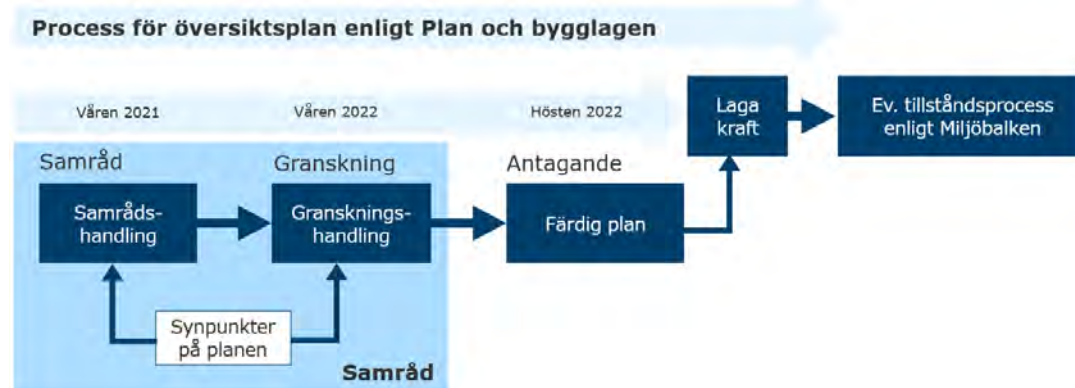 Process för översiktsplan enligt Plan och bygglagen
Våren 2021
Våren 2022
Hösten 2022
Laga
kraft
Ev. tillståndsprocess
enligt Miljöbalken
Samråd
Granskning
Antagande
Samråds-
handling
Gransknings-
handling
Färdig plan
Synpunkter
på planen
Samråd